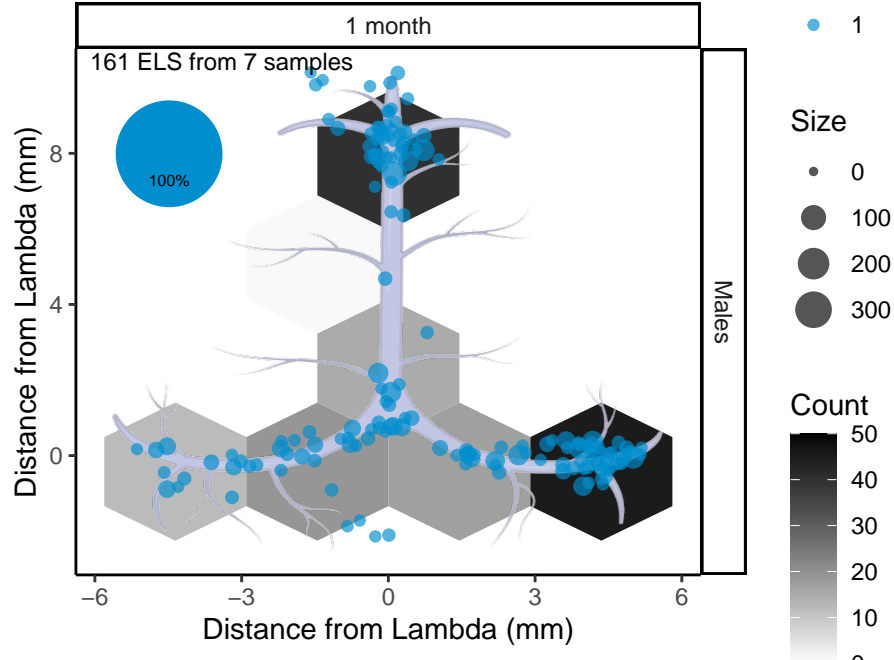 1 month
161 ELS from 7 samples
100%
Males
Distance from Lambda (mm)
8
4
0
−6
−3
0
3
6
Distance from Lambda (mm)
1
Size
0
100
200
300
Count
50
40
30
20
10
0